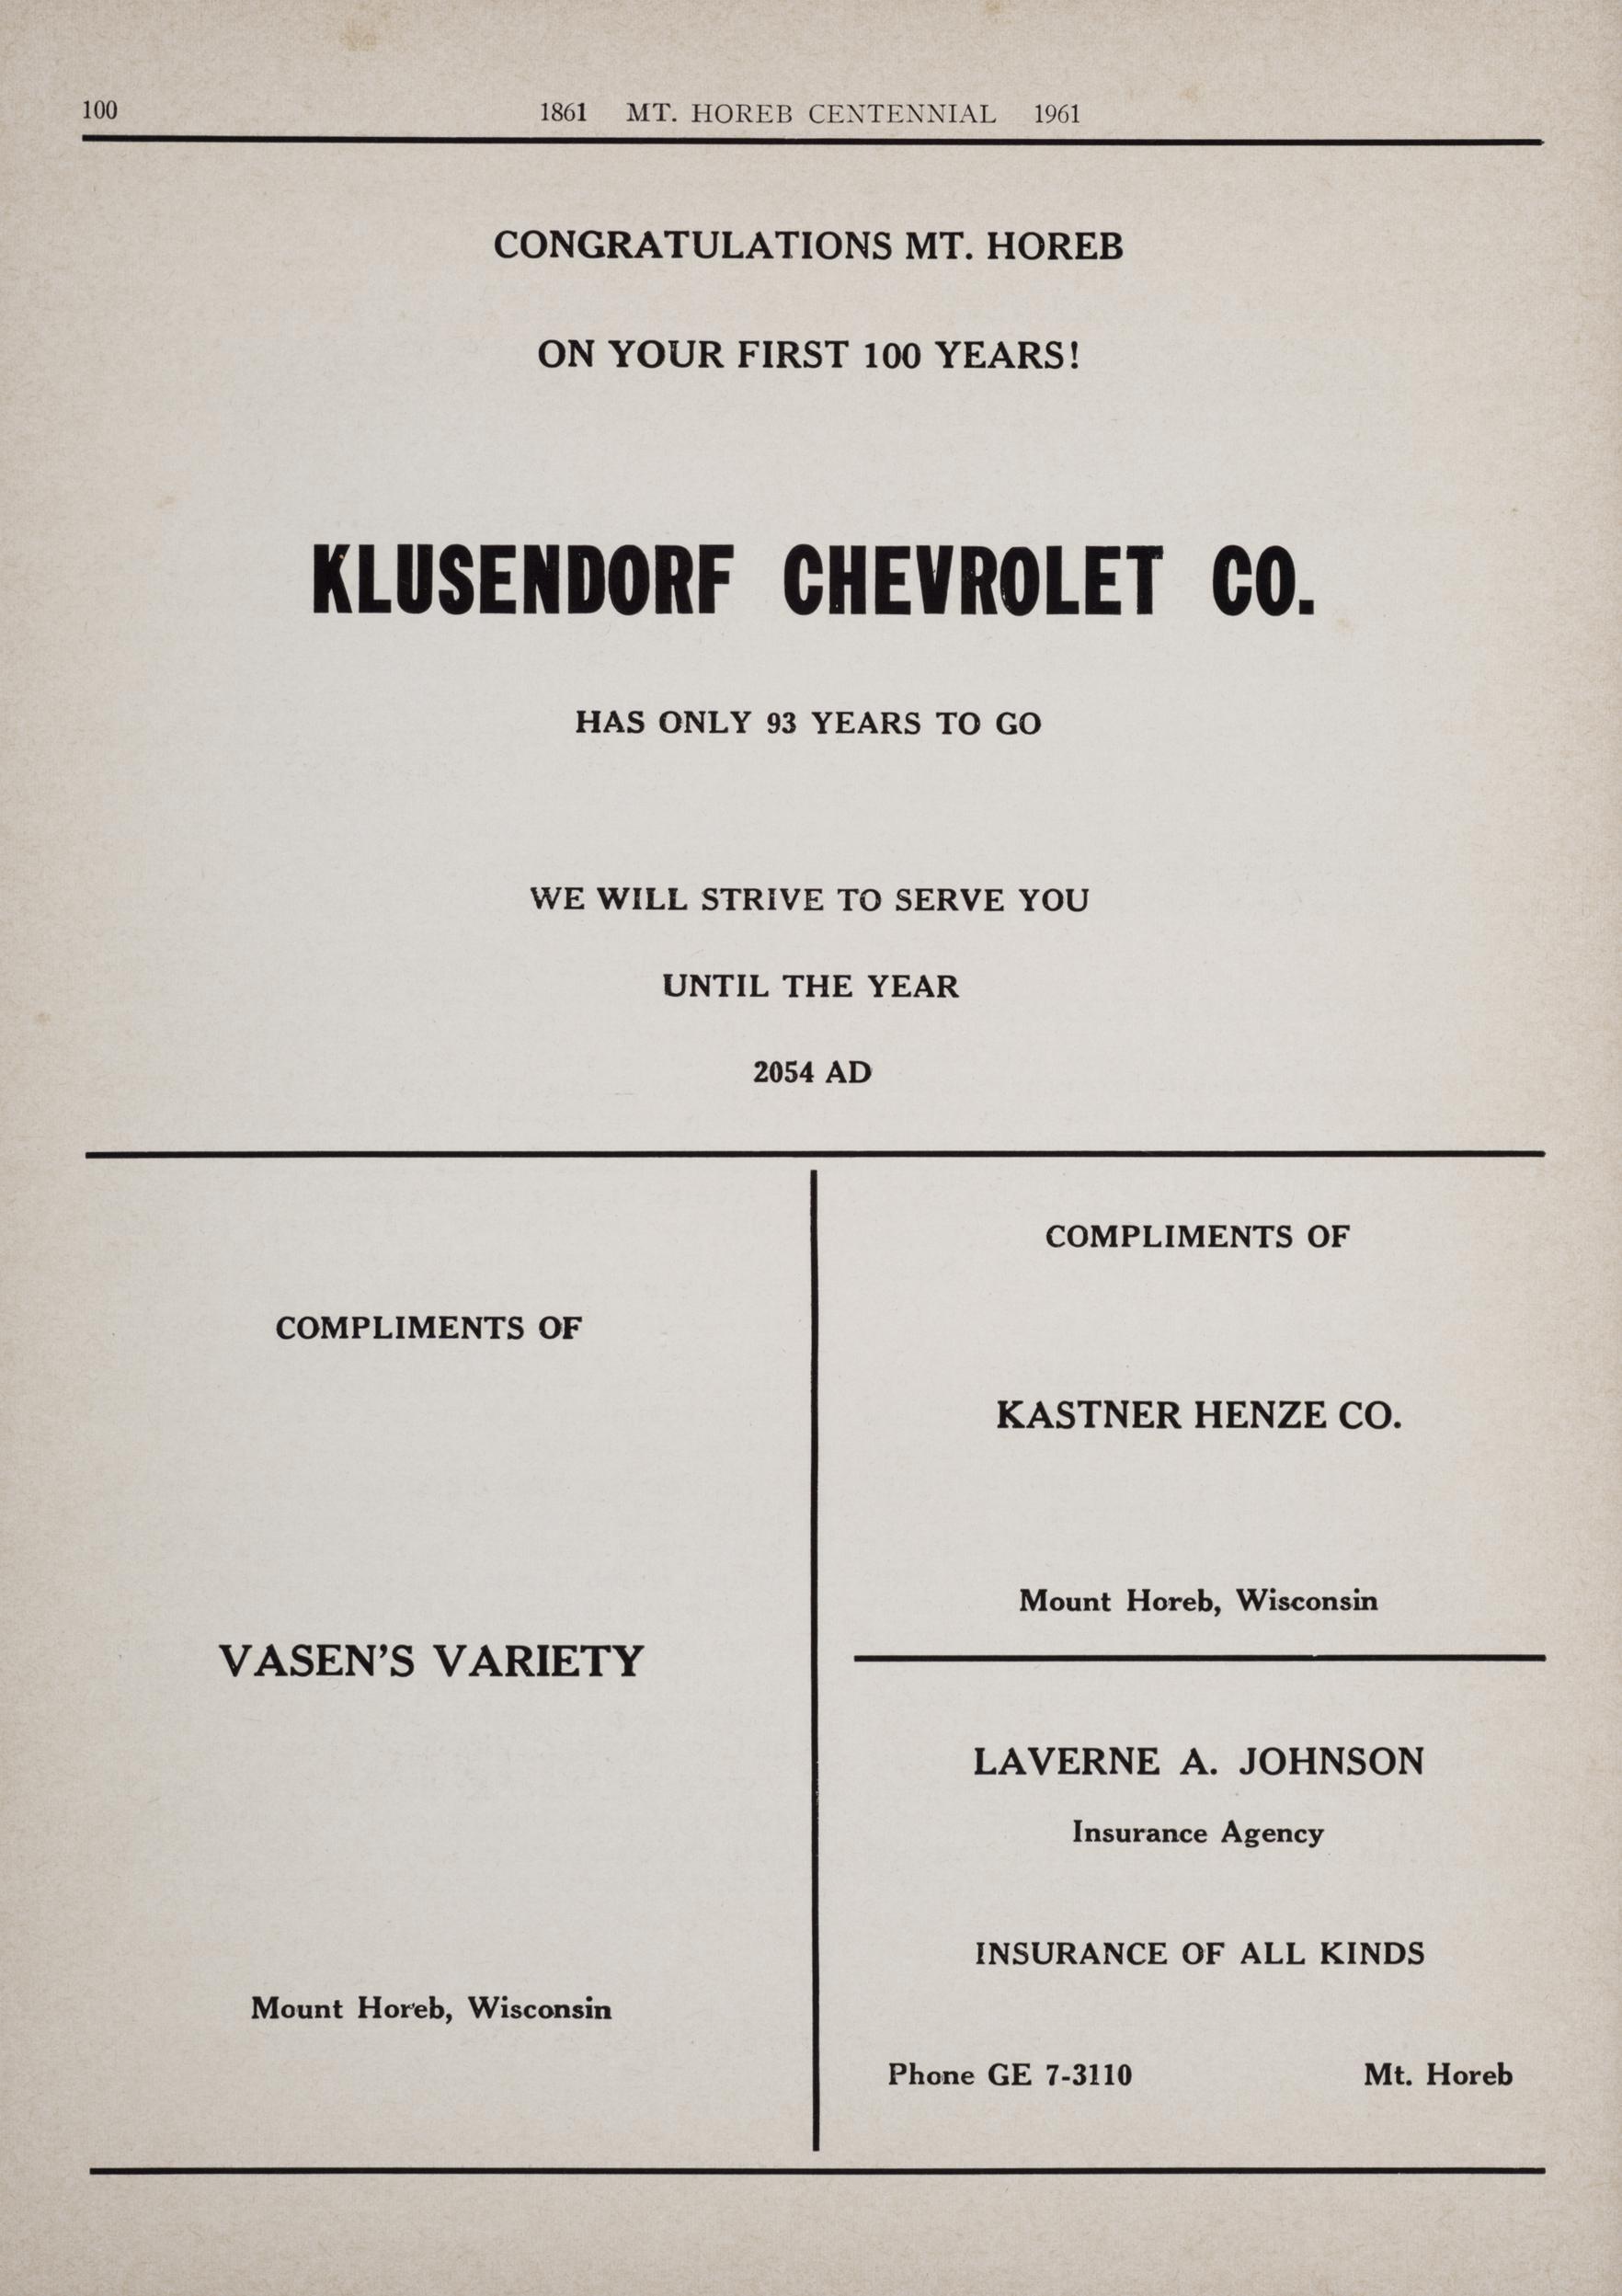 100
1861 MT. HOREB CENTENNIAL 1961
CONGRATULATIONS MT. HOREB
ON YOUR FIRST 100 YEARS!
KLUSENDORF CHEVROLET CO.
HAS ONLY 93 YEARS TO GO
WE WILL STRIVE TO SERVE YOU
UNTIL THE YEAR
2054 AD
COMPLIMENTS OF
VASEN'S VARIETY
Mount Horeb, Wisconsin
COMPLIMENTS OF
KASTNER HENZE CO.
Mount Horeb, Wisconsin
LAVERNE A. JOHNSON
Insurance Agency
INSURANCE OF ALL KINDS
Phone GE 7-3110 Mt. Horeb